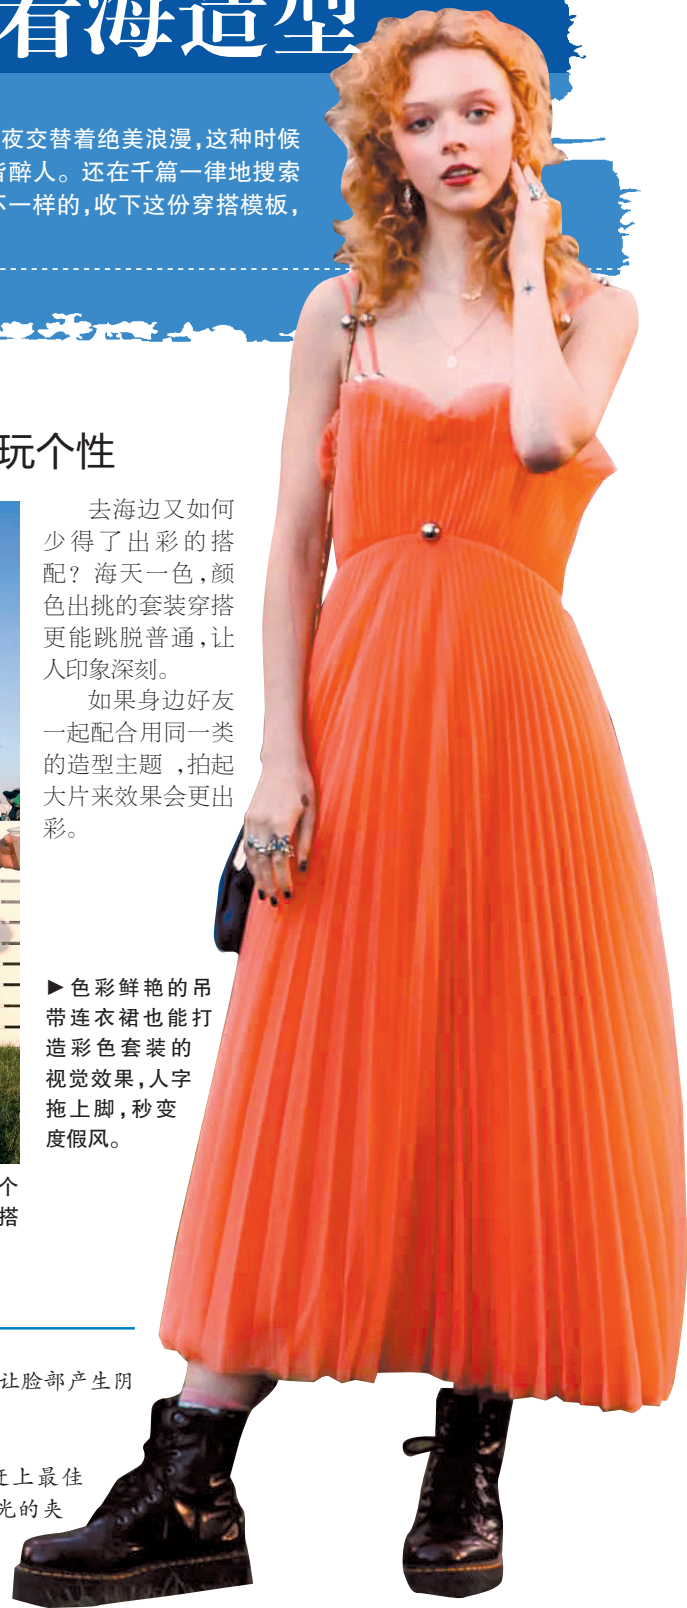 看海造型
夜交替着绝美浪漫,这种时候
皆醉人。还在千篇一律地搜索
不一样的,收下这份穿搭模板,
玩个性
去海边又如何
少得了出彩的搭
配? 海天一色,颜
色出挑的套装穿搭
更能跳脱普通,让
人印象深刻。
如果身边好友
一起配合用同一类
的造型主题 ,拍起
大片来效果会更出
彩。
▶色彩鲜艳的吊
带连衣裙也能打
造彩色套装的
视觉效果,人字
拖上脚,秒变
度假风。
个
搭
让脸部产生阴
赶上最佳
光的夹